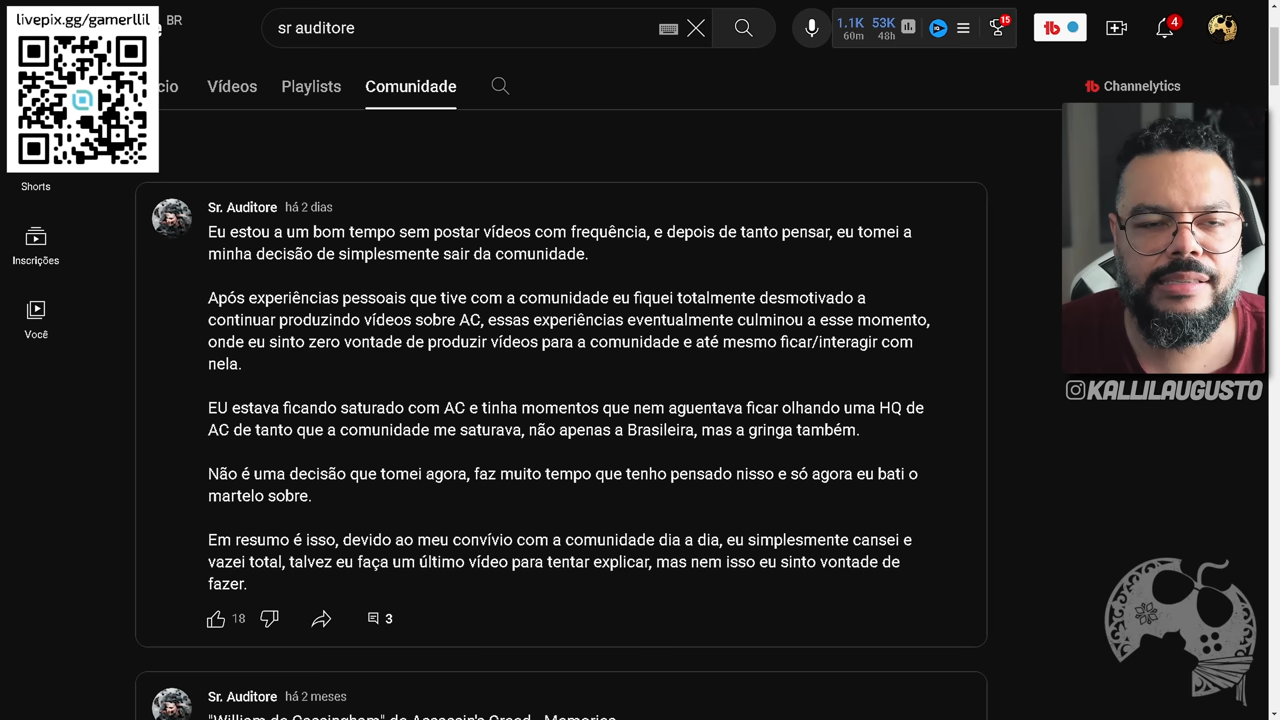 livepix.gg/gamerllil
BR
sr auditore
1.1K 53K
60m 48h
15
4
cio Vídeos Playlists Comunidade
Channelytics
Shorts
Inscrições
Você
Sr. Auditore há 2 dias
Eu estou a um bom tempo sem postar vídeos com frequência, e depois de tanto pensar, eu tomei a
minha decisão de simplesmente sair da comunidade.
Após experiências pessoais que tive com a comunidade eu fiquei totalmente desmotivado a
continuar produzindo vídeos sobre AC, essas experiências eventualmente culminou a esse momento,
onde eu sinto zero vontade de produzir vídeos para a comunidade e até mesmo ficar/interagir com
nela.
EU estava ficando saturado com AC e tinha momentos que nem aguentava ficar olhando uma HQ de
AC de tanto que a comunidade me saturava, não apenas a Brasileira, mas a gringa também.
Não é uma decisão que tomei agora, faz muito tempo que tenho pensado nisso e só agora eu bati o
martelo sobre.
Em resumo é isso, devido ao meu convívio com a comunidade dia a dia, eu simplesmente cansei e
vazei total, talvez eu faça um último vídeo para tentar explicar, mas nem isso eu sinto vontade de
fazer.
18
3
KALLILAUGUSTO
Sr. Auditore há 2 meses
"William de Cassingham" de Assassin's Creed - Memories